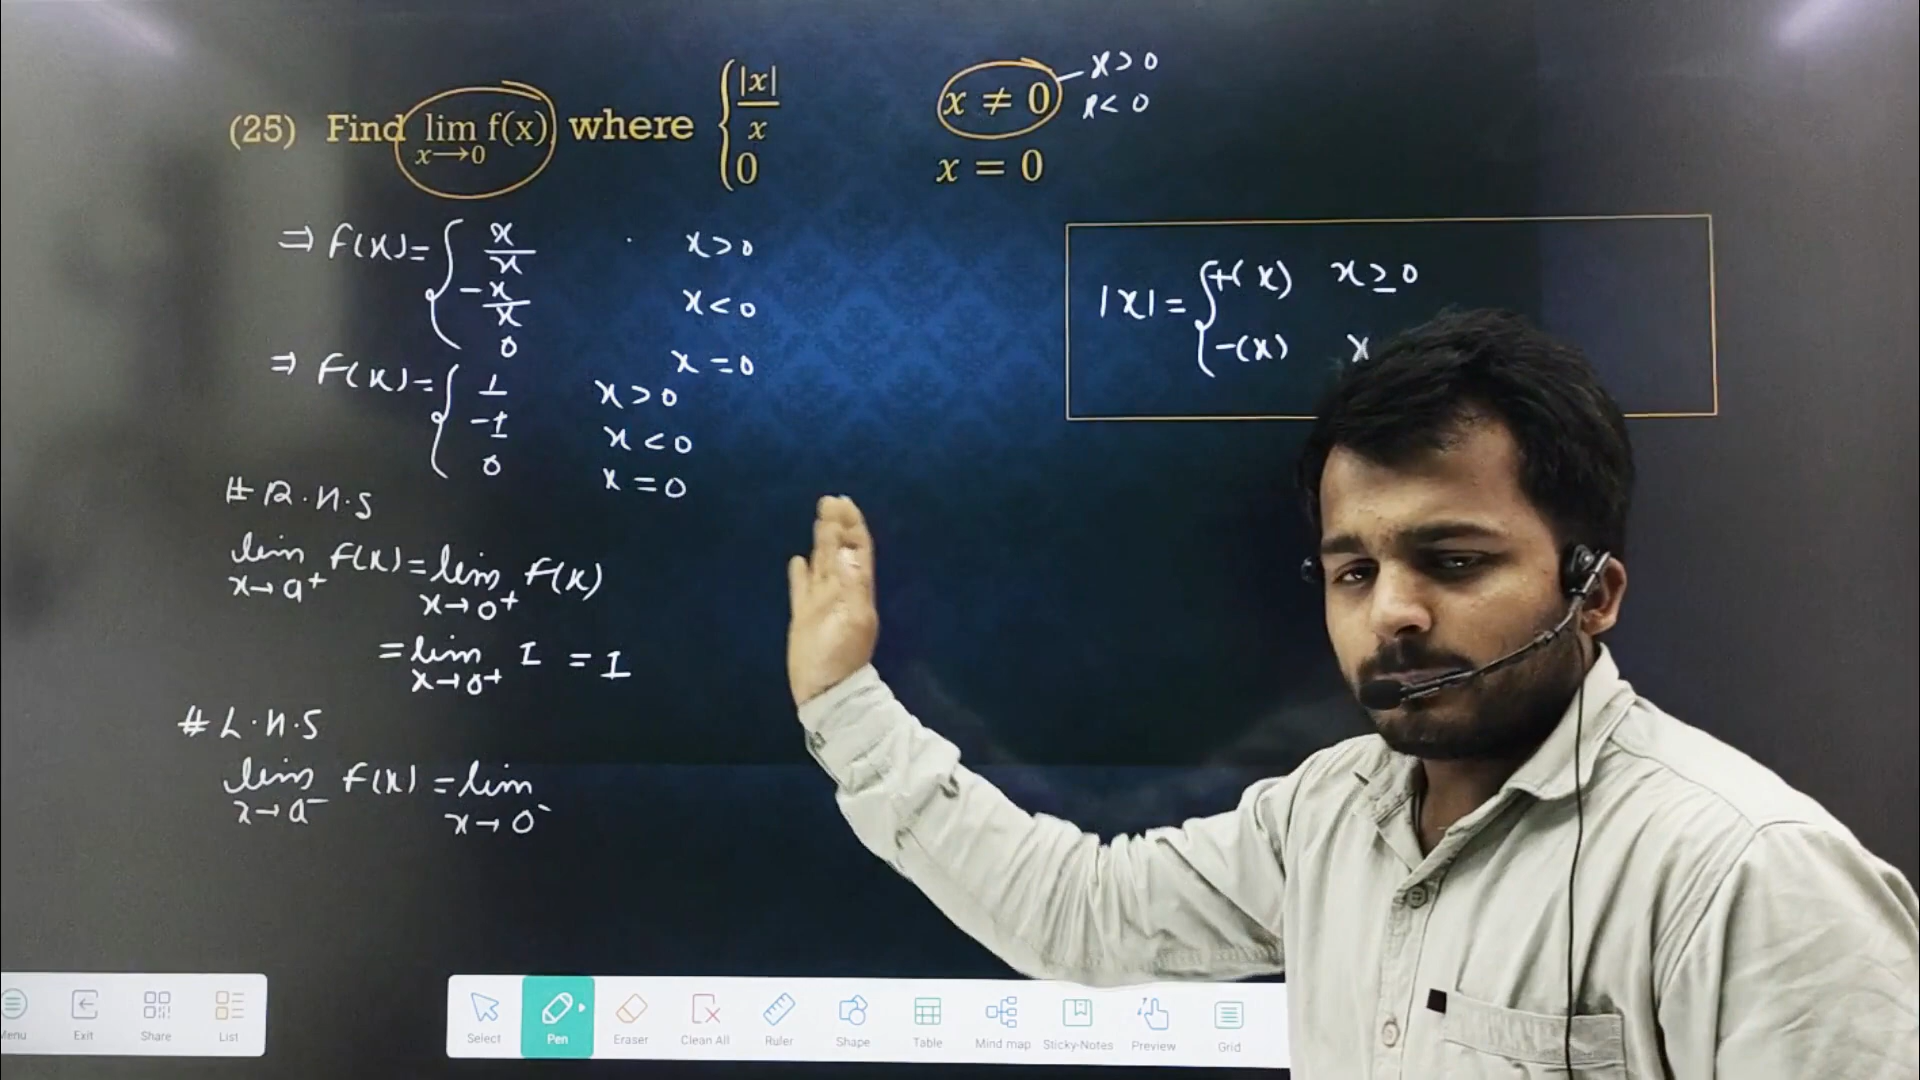 (25) Find lim x→0 f(x) where { |x|/x x ≠ 0
0 x = 0
x > 0
x < 0
⇒ f(x) = { x/x x > 0
-x/x x < 0
0 x = 0
⇒ f(x) = { 1 x > 0
-1 x < 0
0 x = 0
|x| = { +(x) x ≥ 0
-(x) x
# R.H.S
lim x→a⁺ f(x) = lim x→0⁺ f(x)
= lim x→0⁺ 1 = 1
# L.H.S
lim x→a⁻ f(x) = lim x→0⁻
Menu Exit Share List
Select Pen Eraser Clean All Ruler Shape Table Mind map Sticky-Notes Preview Grid